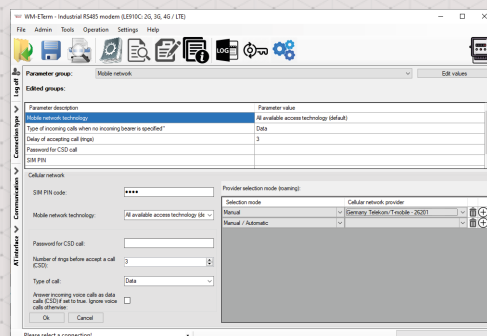 WM-ETerm - Industrial RS485 modem (LE910C: 2G, 3G, 4G / LTE)
File Admin Tools Operation Settings Help
LOG
Parameter group: Mobile network Edit values
Edited groups:
Log off
Connection type
Communication
AT interface
Parameter description Parameter value
Mobile network technology All available access technology (default)
Type of incoming calls when no incoming bearer is specified" Data
Delay of accepting call (rings) 3
Password for CSD call
SIM PIN
Cellular network
SIM PIN code: ●●●●
Mobile network technology: All available access technology (de
Password for CSD call:
Number of rings before accept a call
(CSD): 3
Type of call: Data
Answer incoming voice calls as data
calls (CSD) if set to true. Ignore voice
calls otherwise:
Ok Cancel
Provider selection mode (roaming):
Selection mode Cellular network provider
Manual Germany Telekom/T-mobile - 26201
Manual / Automatic
Please select a connection!